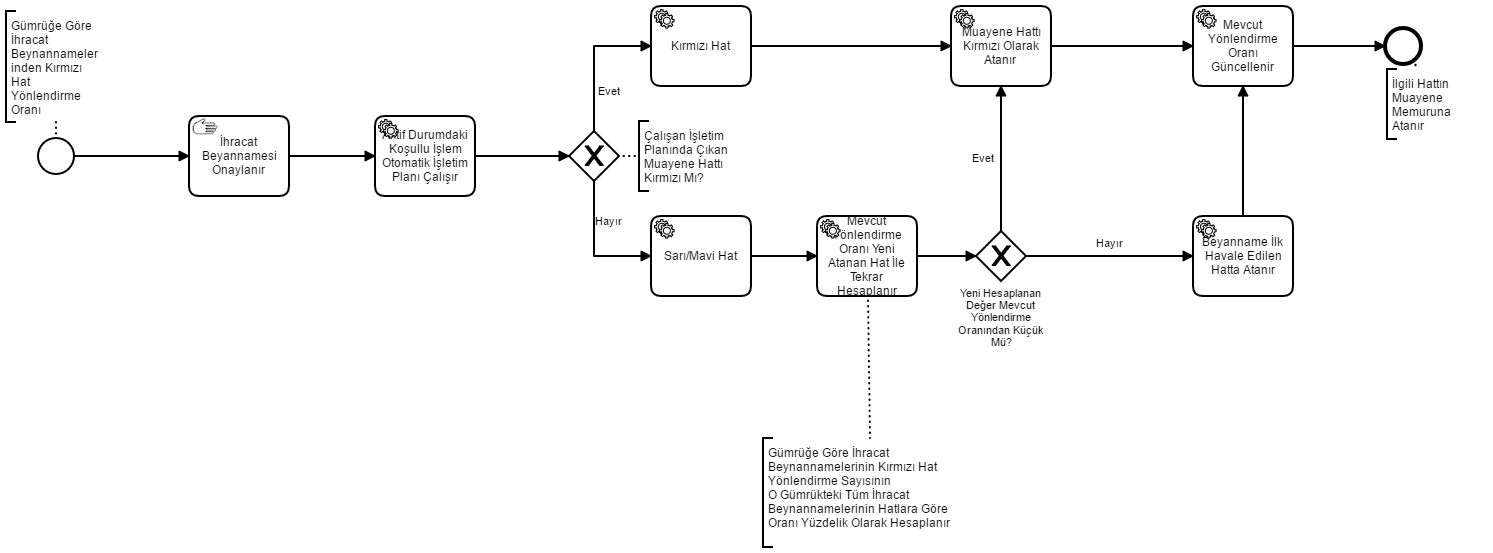 Gümrüğe Göre
İhracat
Beynannameler
inden Kırmızı
Hat
Yönlendirme
Oranı
İhracat
Beyannamesi
Onaylanır
Aktif Durumdaki
Koşullu İşlem
Otomatik İşletim
Planı Çalışır
Evet
Hayır
Çalışan İşletim
Planında Çıkan
Muayene Hattı
Kırmızı Mı?
Kırmızı Hat
Sarı/Mavi Hat
Mevcut
Yönlendirme
Oranı Yeni
Atanan Hat İle
Tekrar
Hesaplanır
Gümrüğe Göre İhracat
Beynannamelerinin Kırmızı Hat
Yönlendirme Sayısının
O Gümrükteki Tüm İhracat
Beynannamelerinin Hatlara Göre
Oranı Yüzdelik Olarak Hesaplanır
Muayene Hattı
Kırmızı Olarak
Atanır
Evet
Yeni Hesaplanan
Değer Mevcut
Yönlendirme
Oranından Küçük
Mü?
Hayır
Beyanname İlk
Havale Edilen
Hatta Atanır
Mevcut
Yönlendirme
Oranı
Güncellenir
İlgili Hattın
Muayene
Memuruna
Atanır